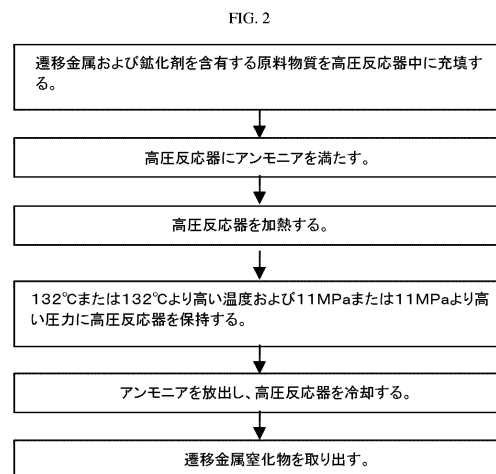 FIG. 2
遷移金属および鉱化剤を含有する原料物質を高圧反応器中に充填す
る。
高圧反応器にアンモニアを満たす。
高圧反応器を加熱する。
132℃または132℃より高い温度および11MPaまたは11MPaより高
い圧力に高圧反応器を保持する。
アンモニアを放出し、高圧反応器を冷却する。
遷移金属窒化物を取り出す。